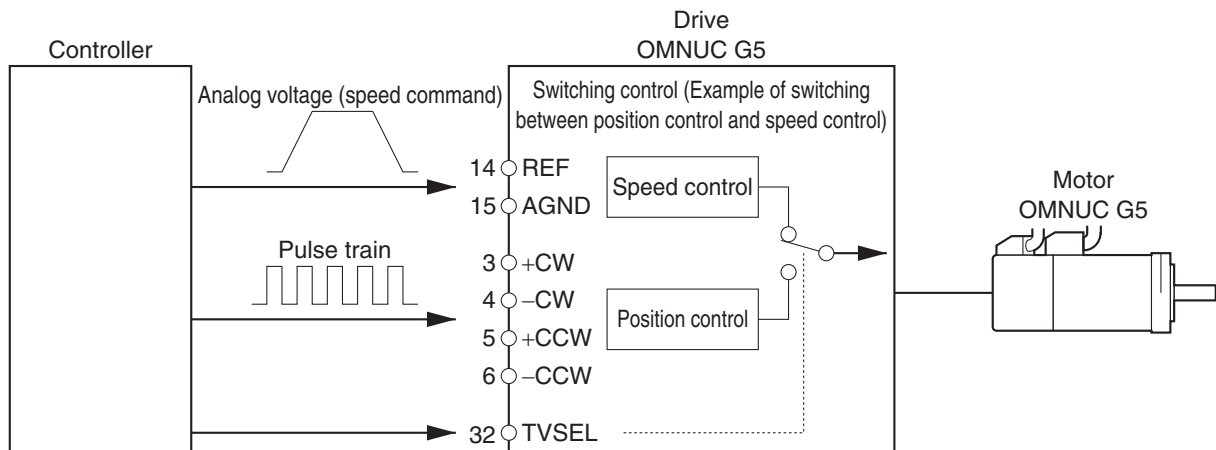 Drive
OMNUC G5
Controller
Analog voltage (speed command)
Switching control (Example of switching
between position control and speed control)
14 REF
Speed control
15 AGND
Motor
OMNUC G5
Pulse train
3 +CW
4 −CW
Position control
5 +CCW
6 −CCW
32 TVSEL